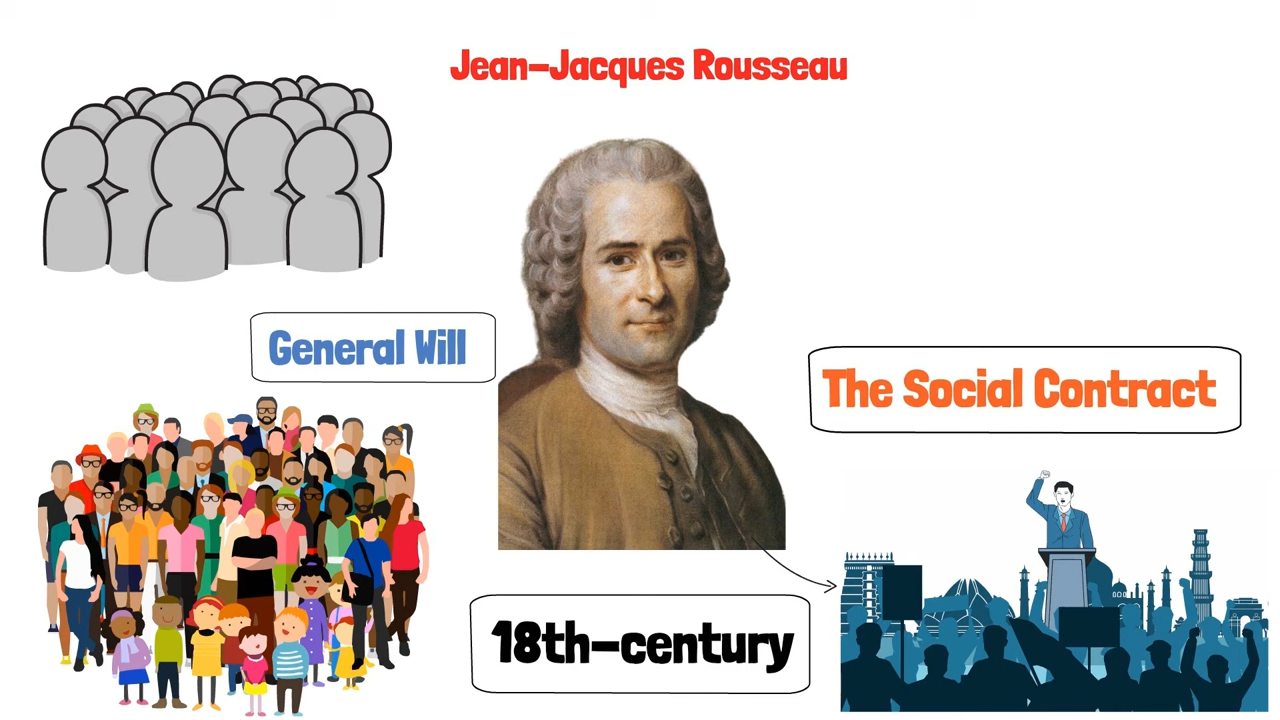 Jean-Jacques Rousseau
General Will
The Social Contract
18th-century